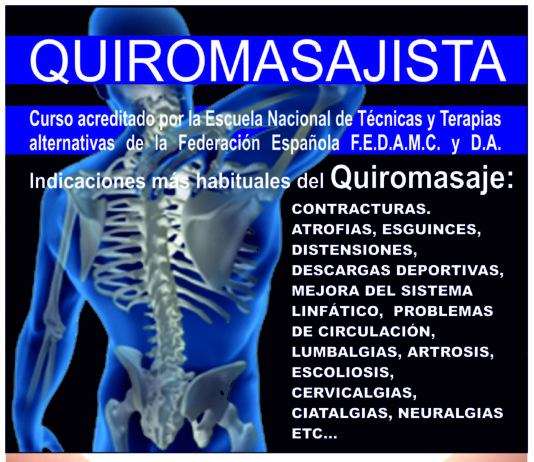 QUIROMASAJISTA
Curso acreditado por la Escuela Nacional de Técnicas y Terapias
alternativas de la Federación Española F.E.D.A.M.C. y D.A.
Indicaciones más habituales del Quiromasaje:
CONTRACTURAS.
ATROFIAS, ESGUINCES,
DISTENSIONES,
DESCARGAS DEPORTIVAS,
MEJORA DEL SISTEMA
LINFÁTICO, PROBLEMAS
DE CIRCULACIÓN,
LUMBALGIAS, ARTROSIS,
ESCOLIOSIS,
CERVICALGIAS,
CIATALGIAS, NEURALGIAS
ETC...